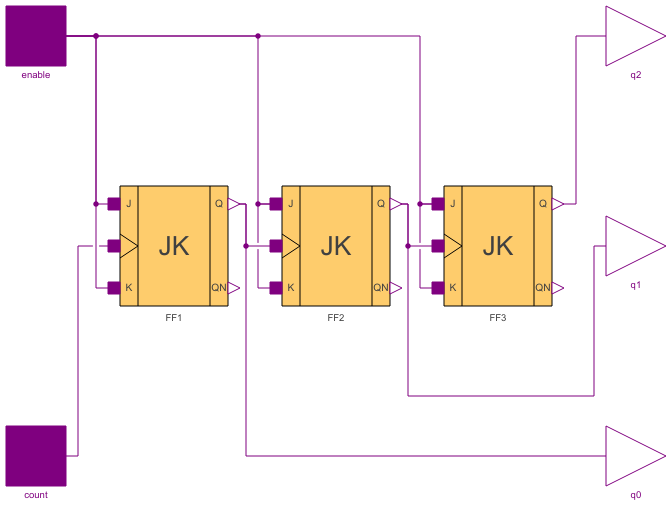 enable
q2
J
Q
J
Q
J
Q
JK
JK
JK
q1
K
QN
K
QN
K
QN
FF1
FF2
FF3
count
q0